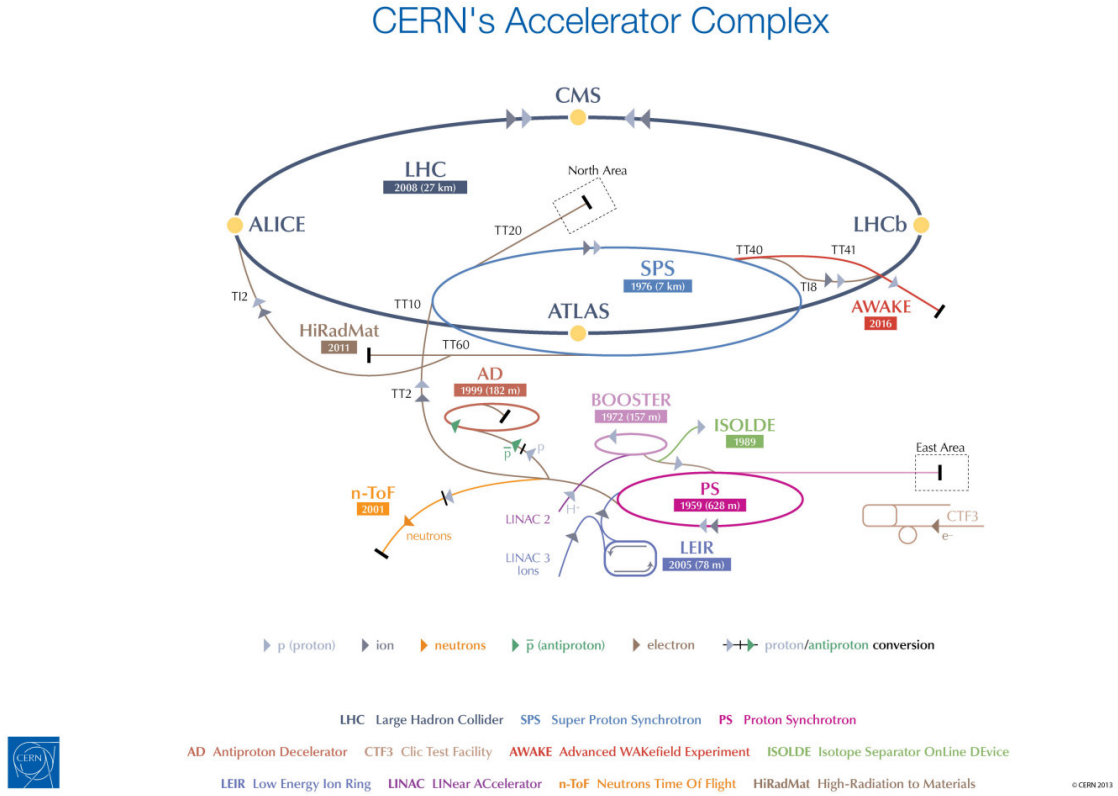 CERN's Accelerator Complex
CMS
LHC
2008 (27 km)
North Area
ALICE
LHCb
TT20
TT40
TT41
SPS
1976 (7 km)
TI8
TI2
TT10
ATLAS
AWAKE
2016
HiRadMat
2011
TT60
TT2
AD
1999 (182 m)
BOOSTER
1972 (157 m)
ISOLDE
1989
p̅
p
East Area
n-ToF
2001
neutrons
LINAC 2
H⁺
PS
1959 (628 m)
CTF3
e⁻
LINAC 3
Ions
LEIR
2005 (78 m)
p (proton) ion neutrons p̅ (antiproton) electron proton/antiproton conversion
LHC Large Hadron Collider SPS Super Proton Synchrotron PS Proton Synchrotron
AD Antiproton Decelerator CTF3 Clic Test Facility AWAKE Advanced WAKefield Experiment ISOLDE Isotope Separator OnLine DEvice
LEIR Low Energy Ion Ring LINAC LINear ACcelerator n-ToF Neutrons Time Of Flight HiRadMat High-Radiation to Materials
CERN
© CERN 2013